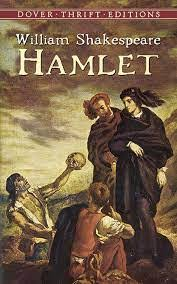 DOVER · THRIFT · EDITIONS
William Shakespeare
HAMLET